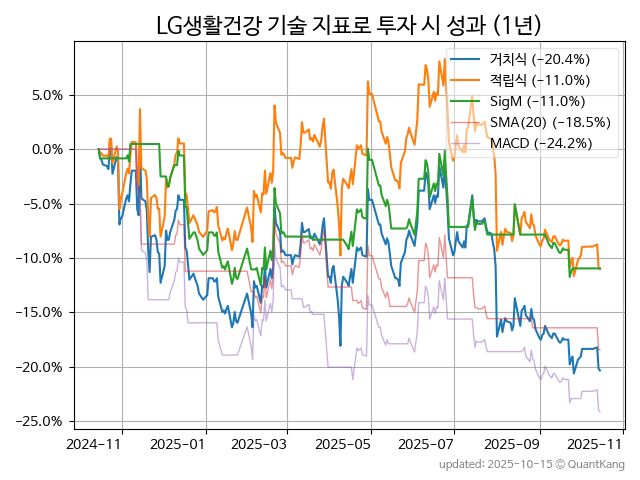 LG생활건강 기술 지표로 투자 시 성과 (1년)
거치식 (−20.4%)
적립식 (−11.0%)
SigM (−11.0%)
SMA(20) (−18.5%)
MACD (−24.2%)
5.0%
0.0%
−5.0%
−10.0%
−15.0%
−20.0%
−25.0%
2024−11 2025−01 2025−03 2025−05 2025−07 2025−09 2025−11
updated: 2025-10-15 © QuantKang